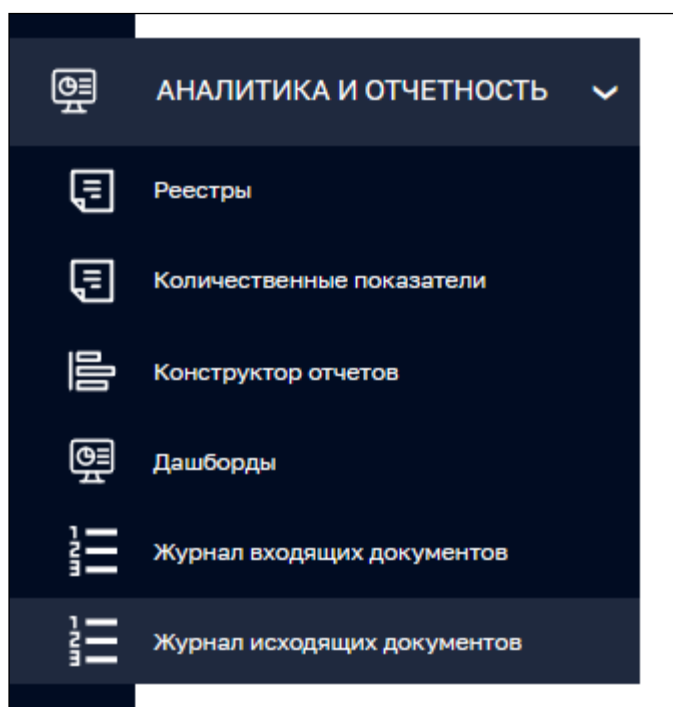 АНАЛИТИКА И ОТЧЕТНОСТЬ
Реестры
Количественные показатели
Конструктор отчетов
Дашборды
Журнал входящих документов
Журнал исходящих документов